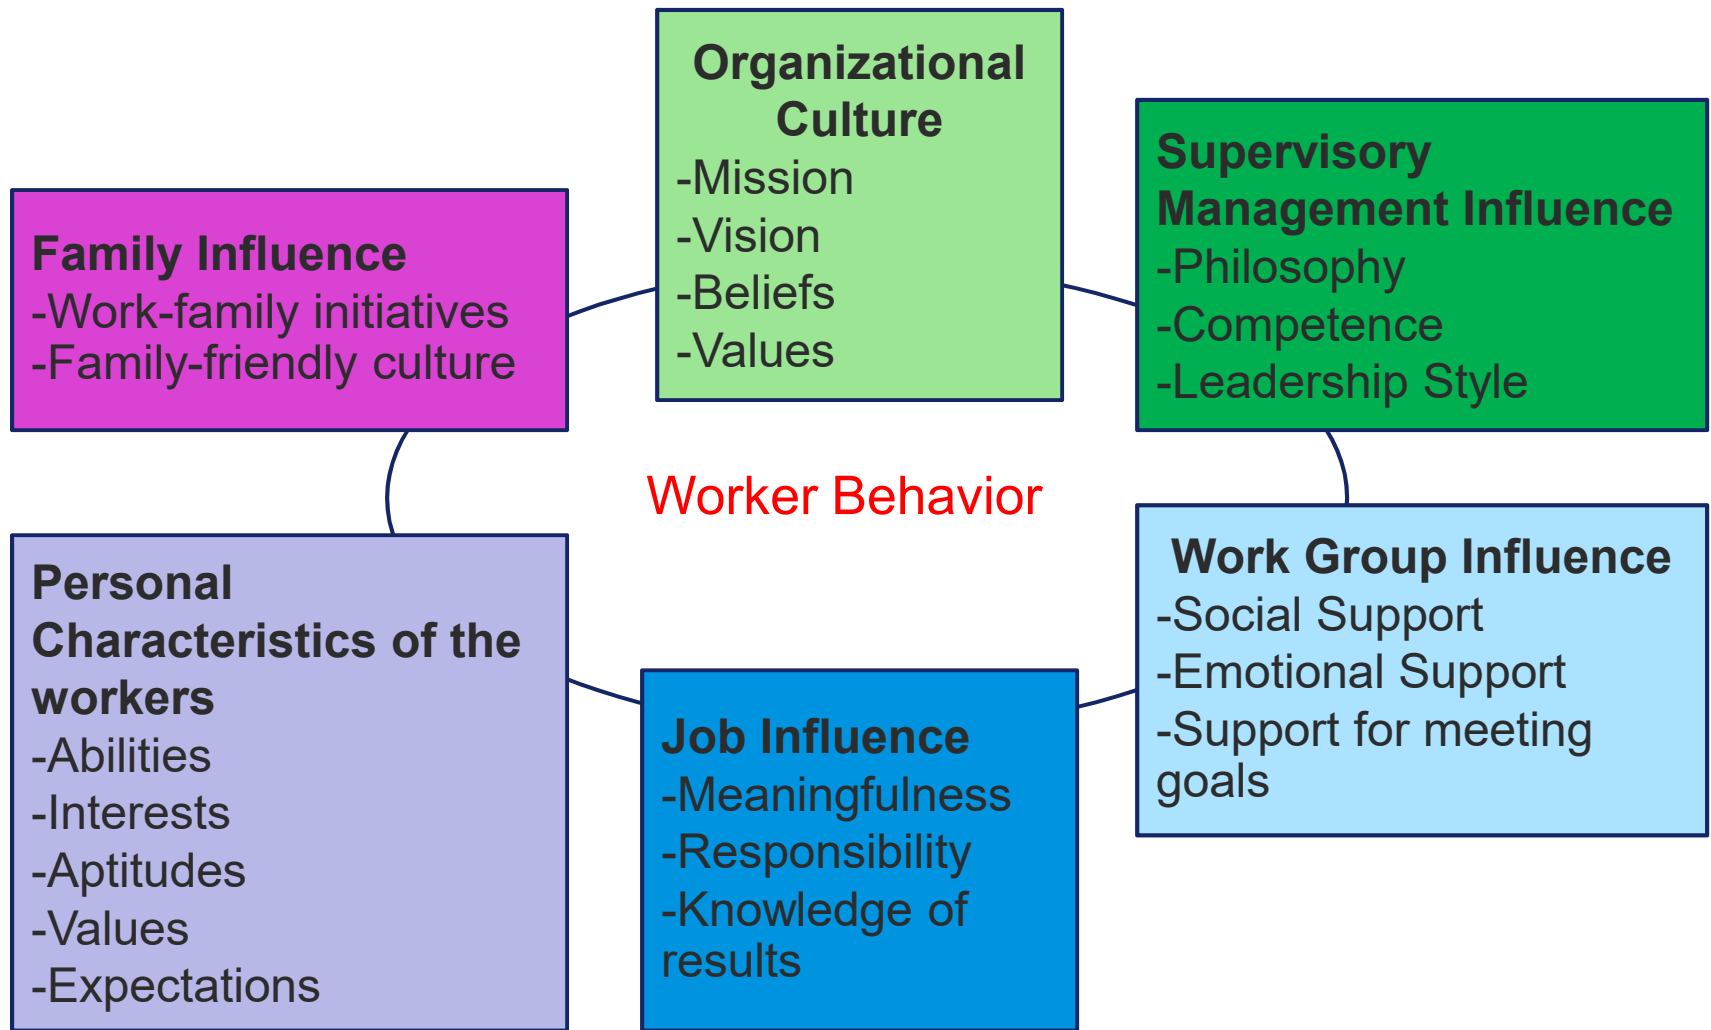 Organizational
Culture
-Mission
-Vision
-Beliefs
-Values
Supervisory
Management Influence
-Philosophy
-Competence
-Leadership Style
Family Influence
-Work-family initiatives
-Family-friendly culture
Worker Behavior
Work Group Influence
-Social Support
-Emotional Support
-Support for meeting
goals
Personal
Characteristics of the
workers
-Abilities
-Interests
-Aptitudes
-Values
-Expectations
Job Influence
-Meaningfulness
-Responsibility
-Knowledge of
results